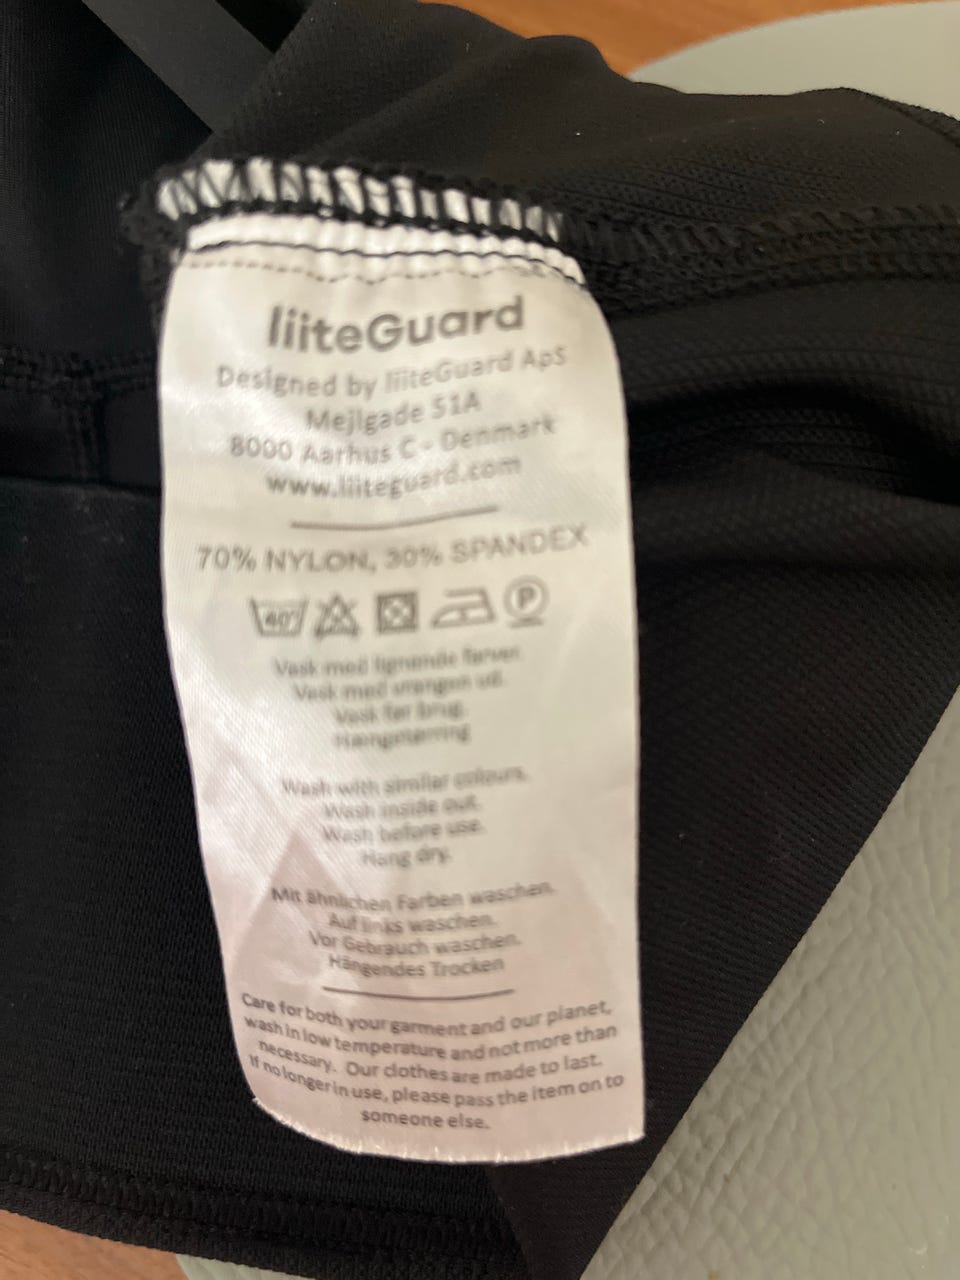 liiteGuard
Designed by liiteGuard ApS
Mejlgade 51A
8000 Aarhus C - Denmark
www.liiteguard.com
70% NYLON, 30% SPANDEX
40° P
Vask med lignende farver.
Vask med vrangen ud.
Vask før brug.
Hængetørring
Wash with similar colours.
Wash inside out.
Wash before use.
Hang dry.
Mit ähnlichen Farben waschen.
Auf links waschen.
Vor Gebrauch waschen.
Hängendes Trocken
Care for both your garment and our planet,
wash in low temperature and not more than
necessary. Our clothes are made to last.
If no longer in use, please pass the item on to
someone else.